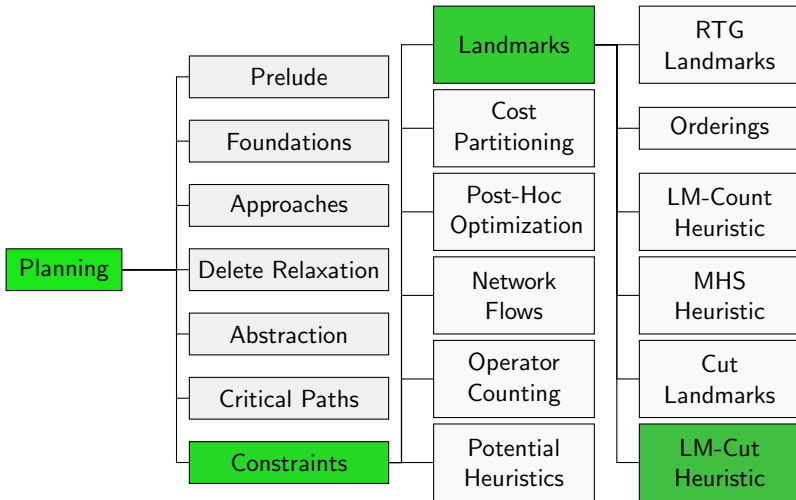 Planning
Prelude
Foundations
Approaches
Delete Relaxation
Abstraction
Critical Paths
Constraints
Landmarks
Cost
Partitioning
Post-Hoc
Optimization
Network
Flows
Operator
Counting
Potential
Heuristics
RTG
Landmarks
Orderings
LM-Count
Heuristic
MHS
Heuristic
Cut
Landmarks
LM-Cut
Heuristic